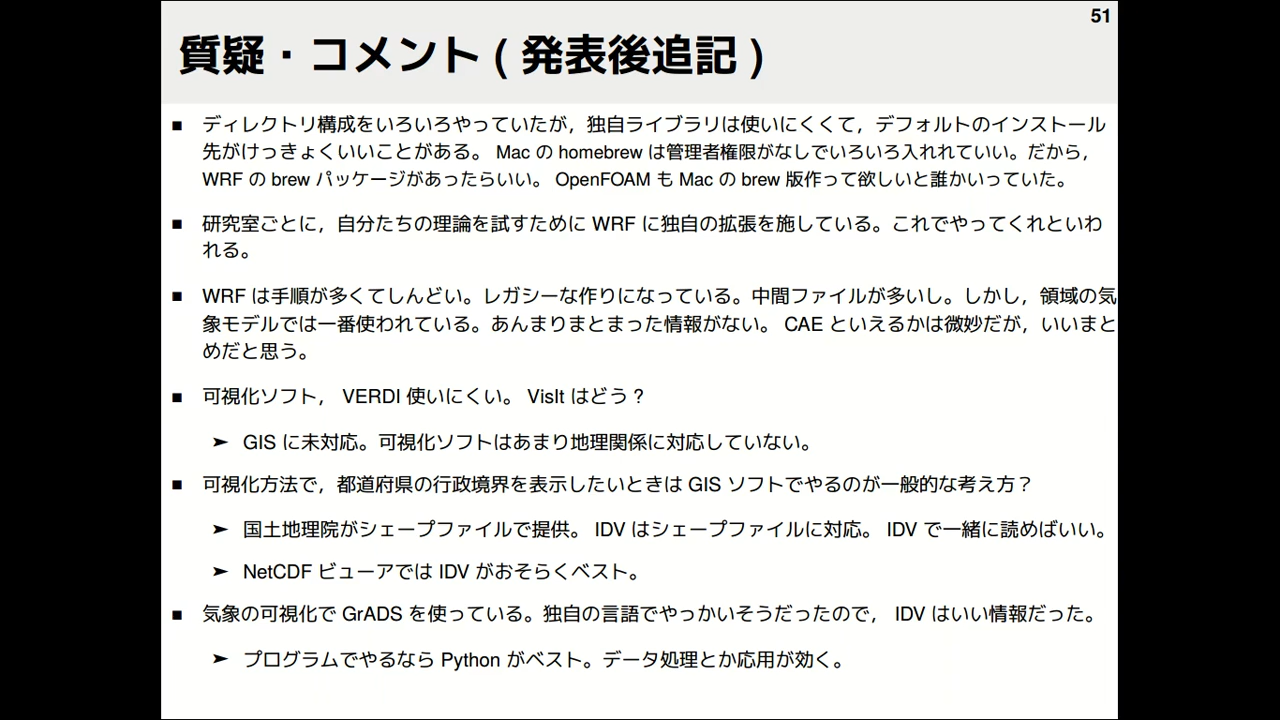 51
質疑・コメント ( 発表後追記 )
■ ディレクトリ構成をいろいろやっていたが，独自ライブラリは使いにくくて，デフォルトのインストール
先がけっきょくいいことがある。 Mac の homebrew は管理者権限がなしでいろいろ入れれていい。だから，
WRF の brew パッケージがあったらいい。 OpenFOAM も Mac の brew 版作って欲しいと誰かいっていた。
■ 研究室ごとに，自分たちの理論を試すために WRF に独自の拡張を施している。これでやってくれといわ
れる。
■ WRF は手順が多くてしんどい。レガシーな作りになっている。中間ファイルが多いし。しかし，領域の気
象モデルでは一番使われている。あんまりまとまった情報がない。 CAE といえるかは微妙だが，いいまと
めだと思う。
■ 可視化ソフト， VERDI 使いにくい。 VisIt はどう？
➤ GIS に未対応。可視化ソフトはあまり地理関係に対応していない。
■ 可視化方法で，都道府県の行政境界を表示したいときは GIS ソフトでやるのが一般的な考え方？
➤ 国土地理院がシェープファイルで提供。 IDV はシェープファイルに対応。 IDV で一緒に読めばいい。
➤ NetCDF ビューアでは IDV がおそらくベスト。
■ 気象の可視化で GrADS を使っている。独自の言語でやっかいそうだったので， IDV はいい情報だった。
➤ プログラムでやるなら Python がベスト。データ処理とか応用が効く。